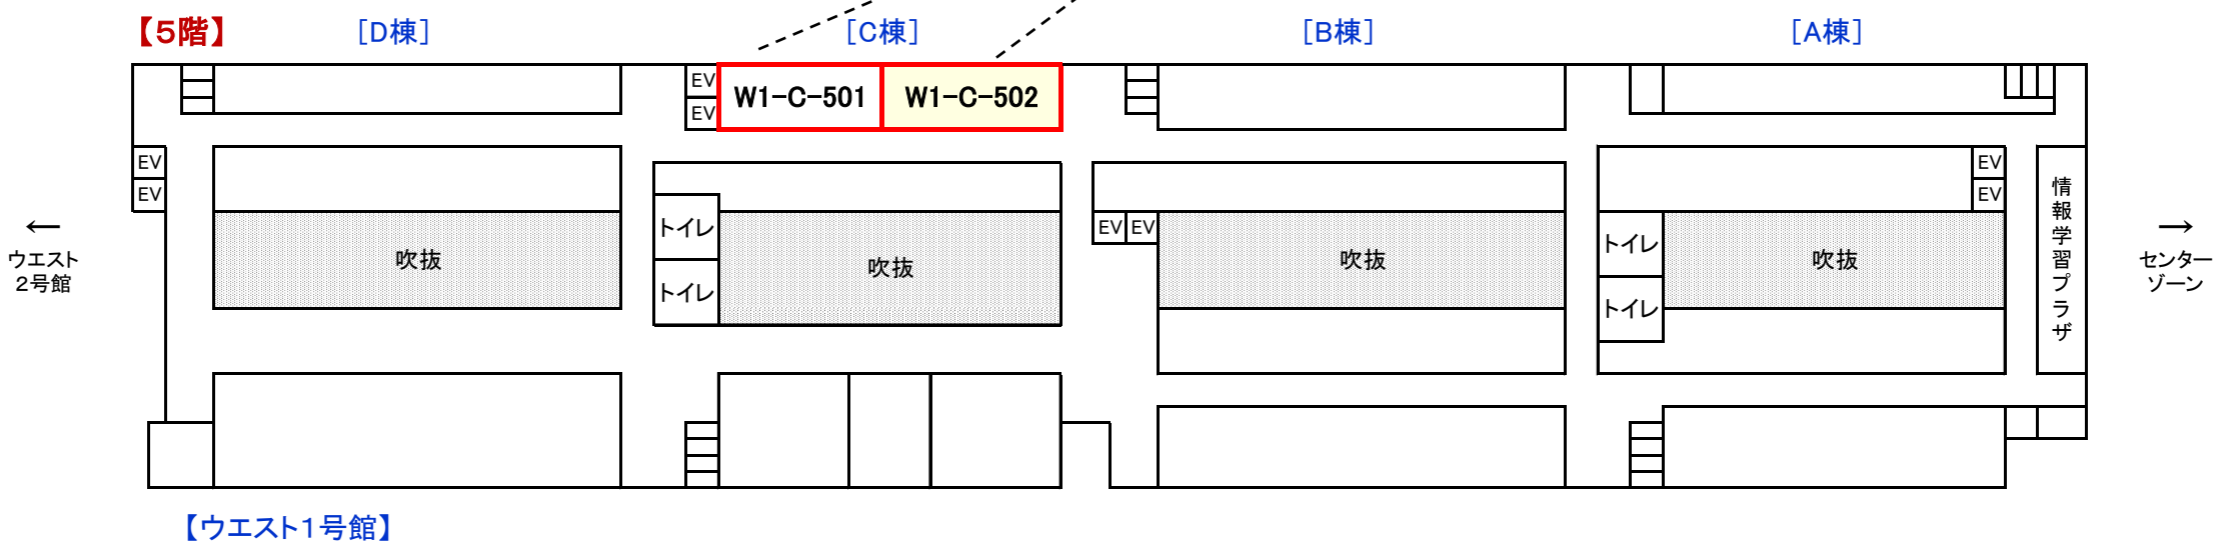 【5階】
［D棟］
［C棟］
［B棟］
［A棟］
EV
EV
W1-C-501
W1-C-502
EV
EV
EV
EV
←
ウエスト
2号館
吹抜
トイレ
トイレ
吹抜
EV
EV
吹抜
トイレ
トイレ
吹抜
情報学習プラザ
→
センター
ゾーン
【ウエスト1号館】